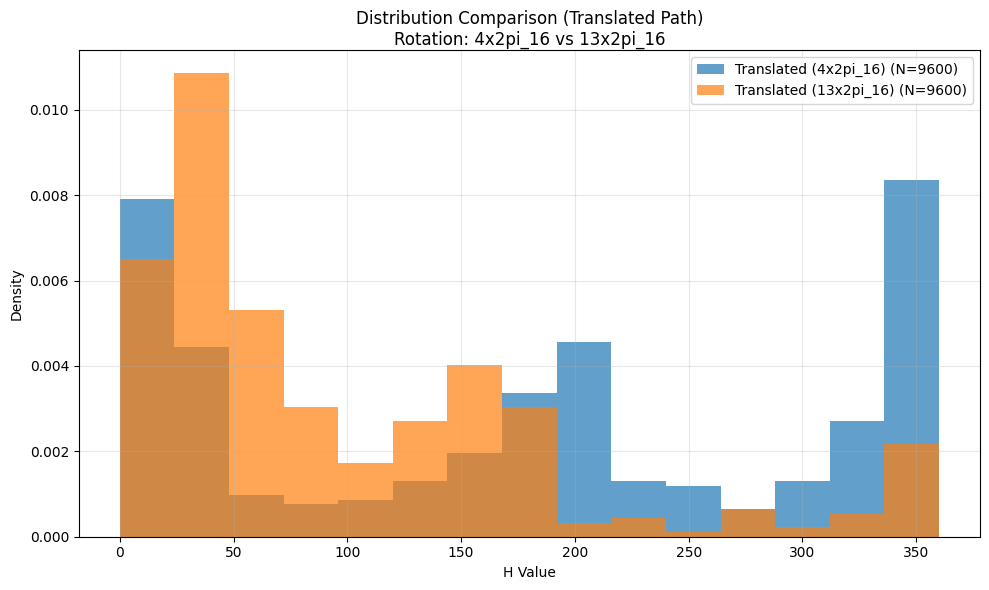 Distribution Comparison (Translated Path)
Rotation: 4x2pi_16 vs 13x2pi_16
Translated (4x2pi_16) (N=9600)
Translated (13x2pi_16) (N=9600)
Density
0.010
0.008
0.006
0.004
0.002
0.000
0 50 100 150 200 250 300 350
H Value